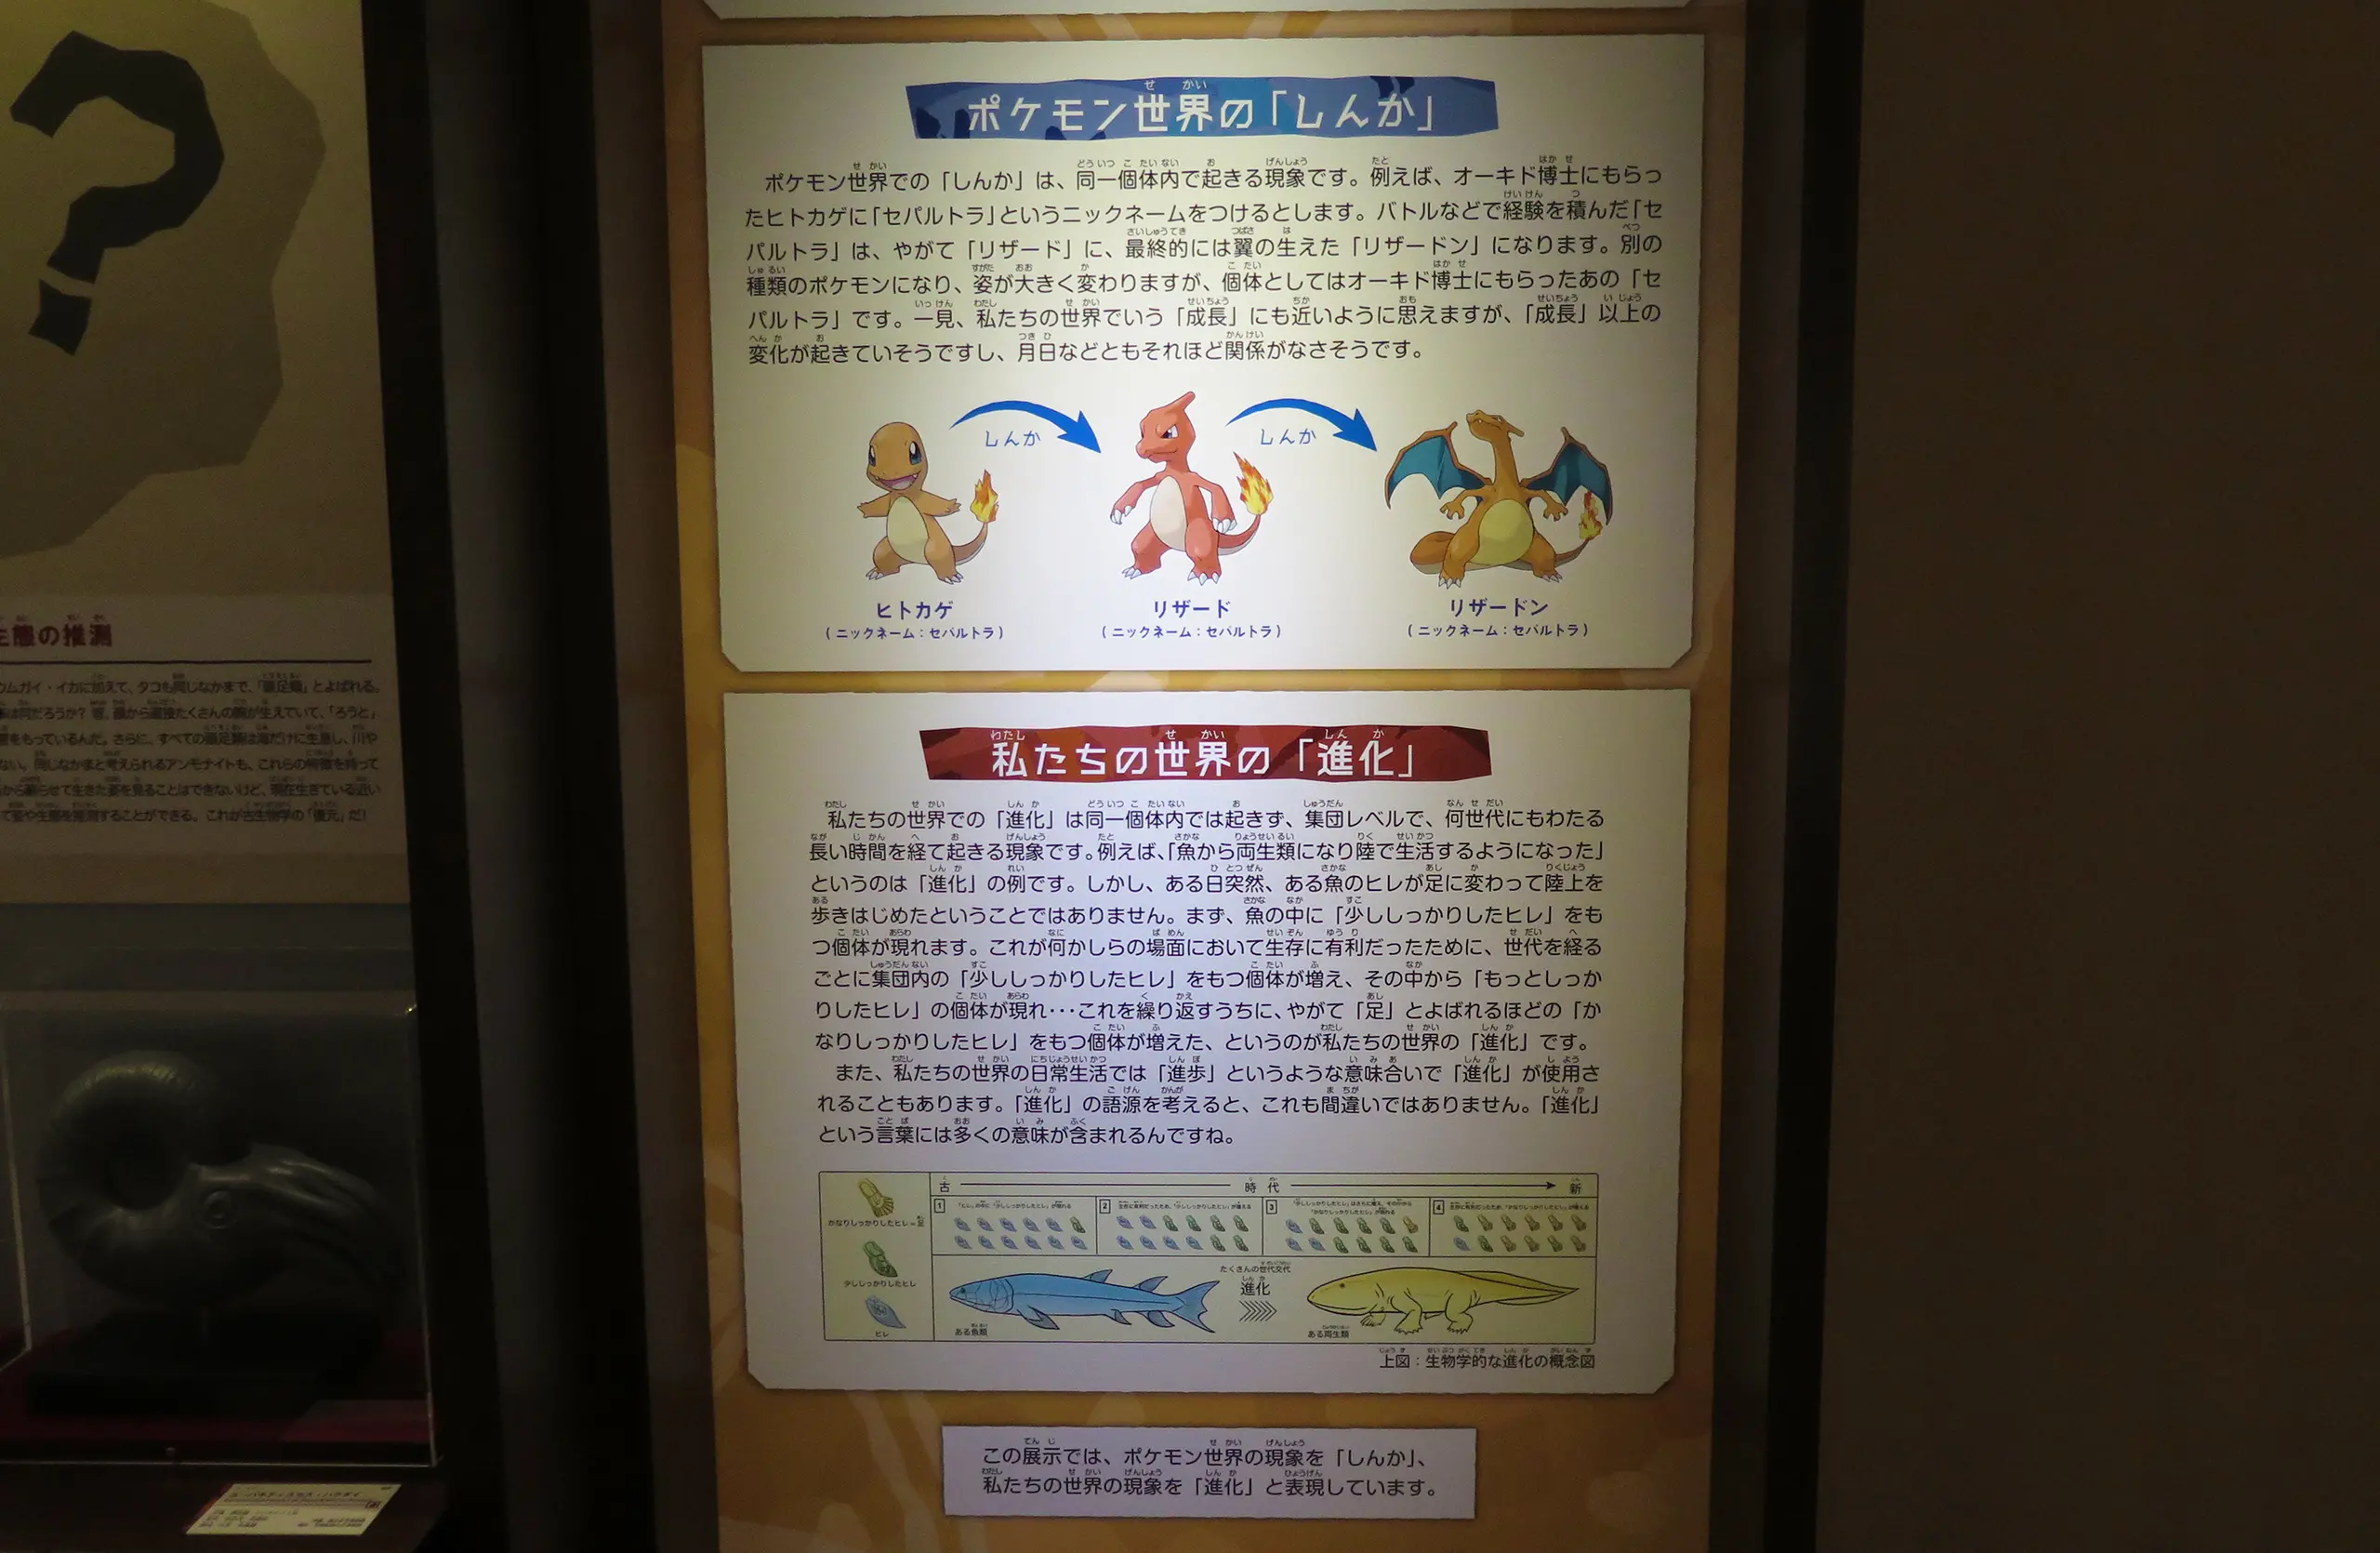 ポケモン世界の「しんか」
ポケモン世界での「しんか」は、同一個体内で起きる現象です。例えば、オーキド博士にもらっ
たヒトカゲに「セパルトラ」というニックネームをつけるとします。バトルなどで経験を積んだ「セ
パルトラ」は、やがて「リザード」に、最終的には翼の生えた「リザードン」になります。別の
種類のポケモンになり、姿が大きく変わりますが、個体としてはオーキド博士にもらったあの「セ
パルトラ」です。一見、私たちの世界でいう「成長」にも近いように思えますが、「成長」以上の
変化が起きていそうですし、月日などともそれほど関係がなさそうです。
しんか
しんか
ヒトカゲ
(ニックネーム：セパルトラ)
リザード
(ニックネーム：セパルトラ)
リザードン
(ニックネーム：セパルトラ)
私たちの世界の「進化」
私たちの世界での「進化」は同一個体内では起きず、集団レベルで、何世代にもわたる
長い時間を経て起きる現象です。例えば、「魚から両生類になり陸で生活するようになった」
というのは「進化」の例です。しかし、ある日突然、ある魚のヒレが足に変わって陸上を
歩きはじめたということではありません。まず、魚の中に「少ししっかりしたヒレ」をも
つ個体が現れます。これが何かしらの場面において生存に有利だったために、世代を経る
ごとに集団内の「少ししっかりしたヒレ」をもつ個体が増え、その中から「もっとしっか
りしたヒレ」の個体が現れ･･･これを繰り返すうちに、やがて「足」とよばれるほどの「か
なりしっかりしたヒレ」をもつ個体が増えた、というのが私たちの世界の「進化」です。
また、私たちの世界の日常生活では「進歩」というような意味合いで「進化」が使用さ
れることもあります。「進化」の語源を考えると、これも間違いではありません。「進化」
という言葉には多くの意味が含まれるんですね。
古 時代 新
かなりしっかりしたヒレ＝足
少ししっかりしたヒレ
ヒレ
1 「ヒレ」の中に「少ししっかりしたヒレ」が現れる
2
3
4
ある魚類
たくさんの世代交代
進化
ある両生類
上図：生物学的な進化の概念図
この展示では、ポケモン世界の現象を「しんか」、
私たちの世界の現象を「進化」と表現しています。
生態の推測
ウムガイ・イカに加えて、タコも同じなかまで、「頭足類」とよばれる。